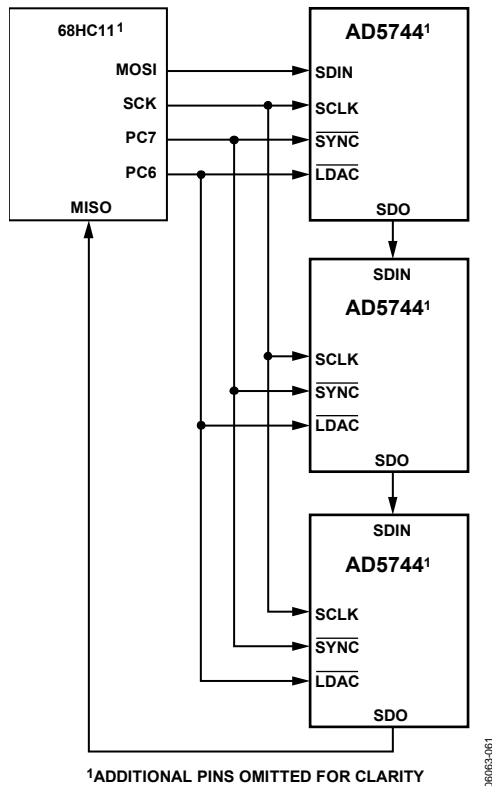 68HC11¹
MOSI
SCK
PC7
PC6
MISO
AD5744¹
SDIN
SCLK
SYNC
LDAC
SDO
SDIN
AD5744¹
SCLK
SYNC
LDAC
SDO
SDIN
AD5744¹
SCLK
SYNC
LDAC
SDO
¹ADDITIONAL PINS OMITTED FOR CLARITY
06063-061